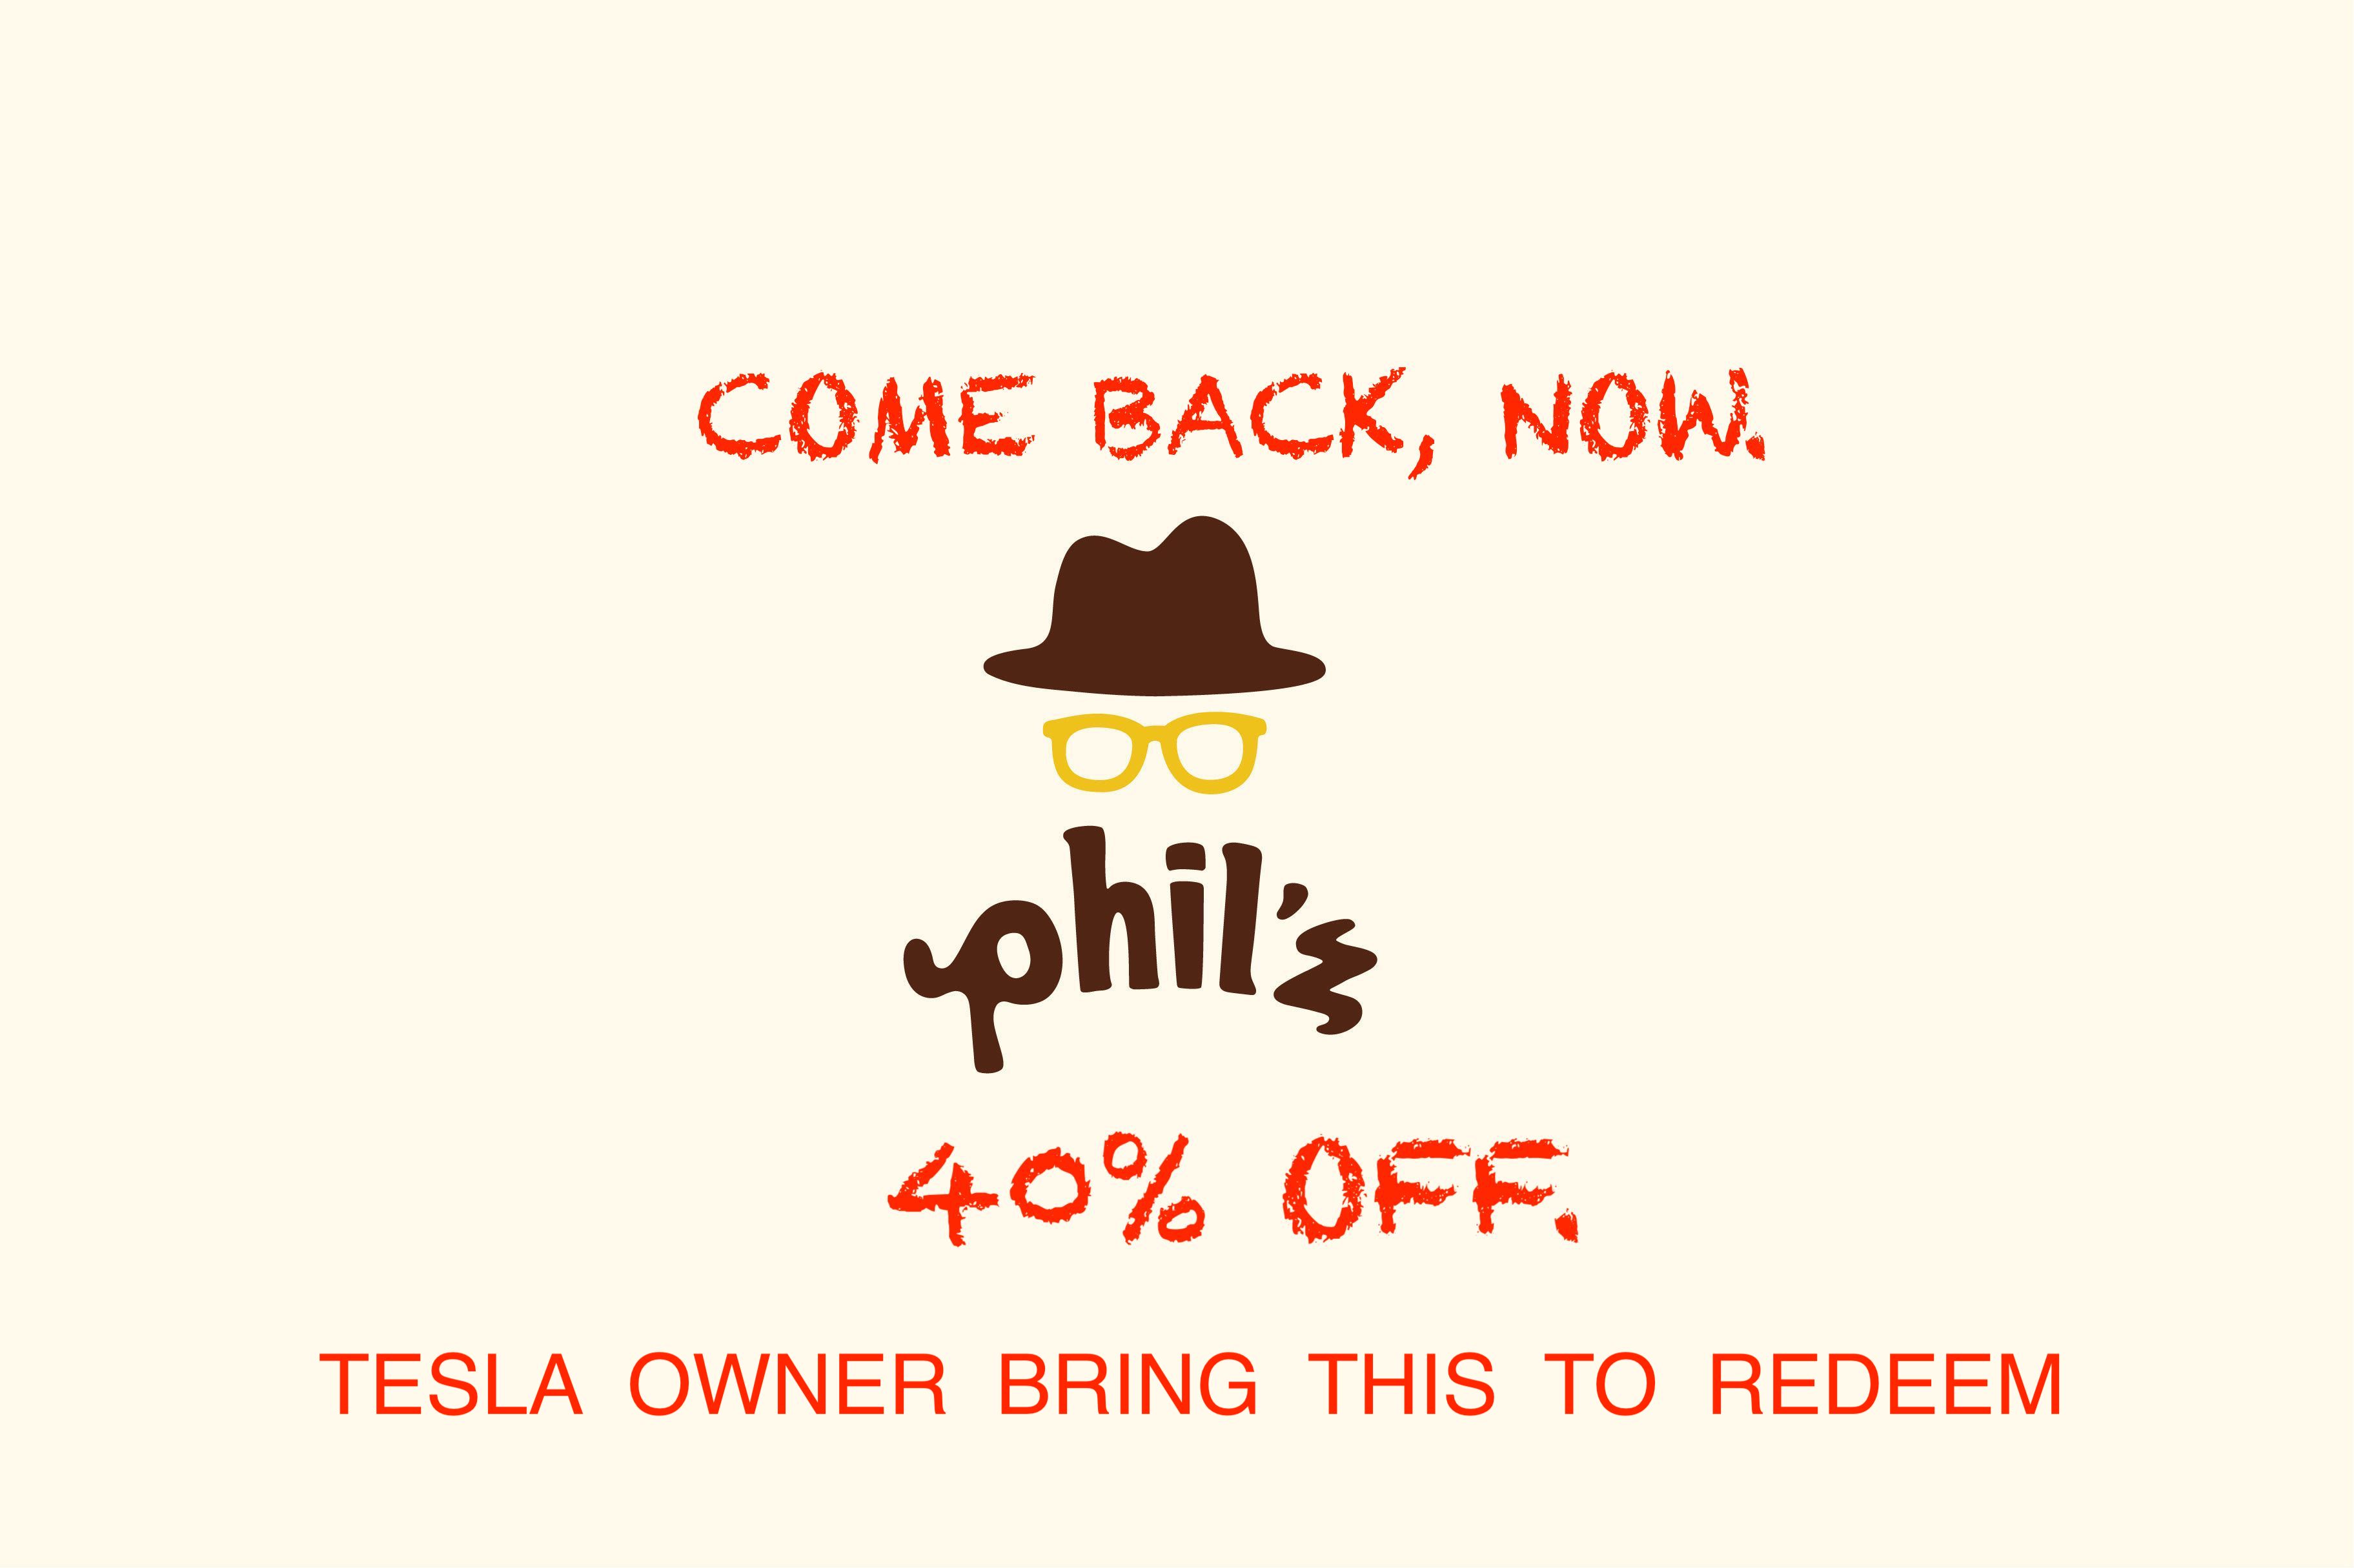 COME BACK, NOW.
phil'z
40% OFF.
TESLA OWNER BRING THIS TO REDEEM